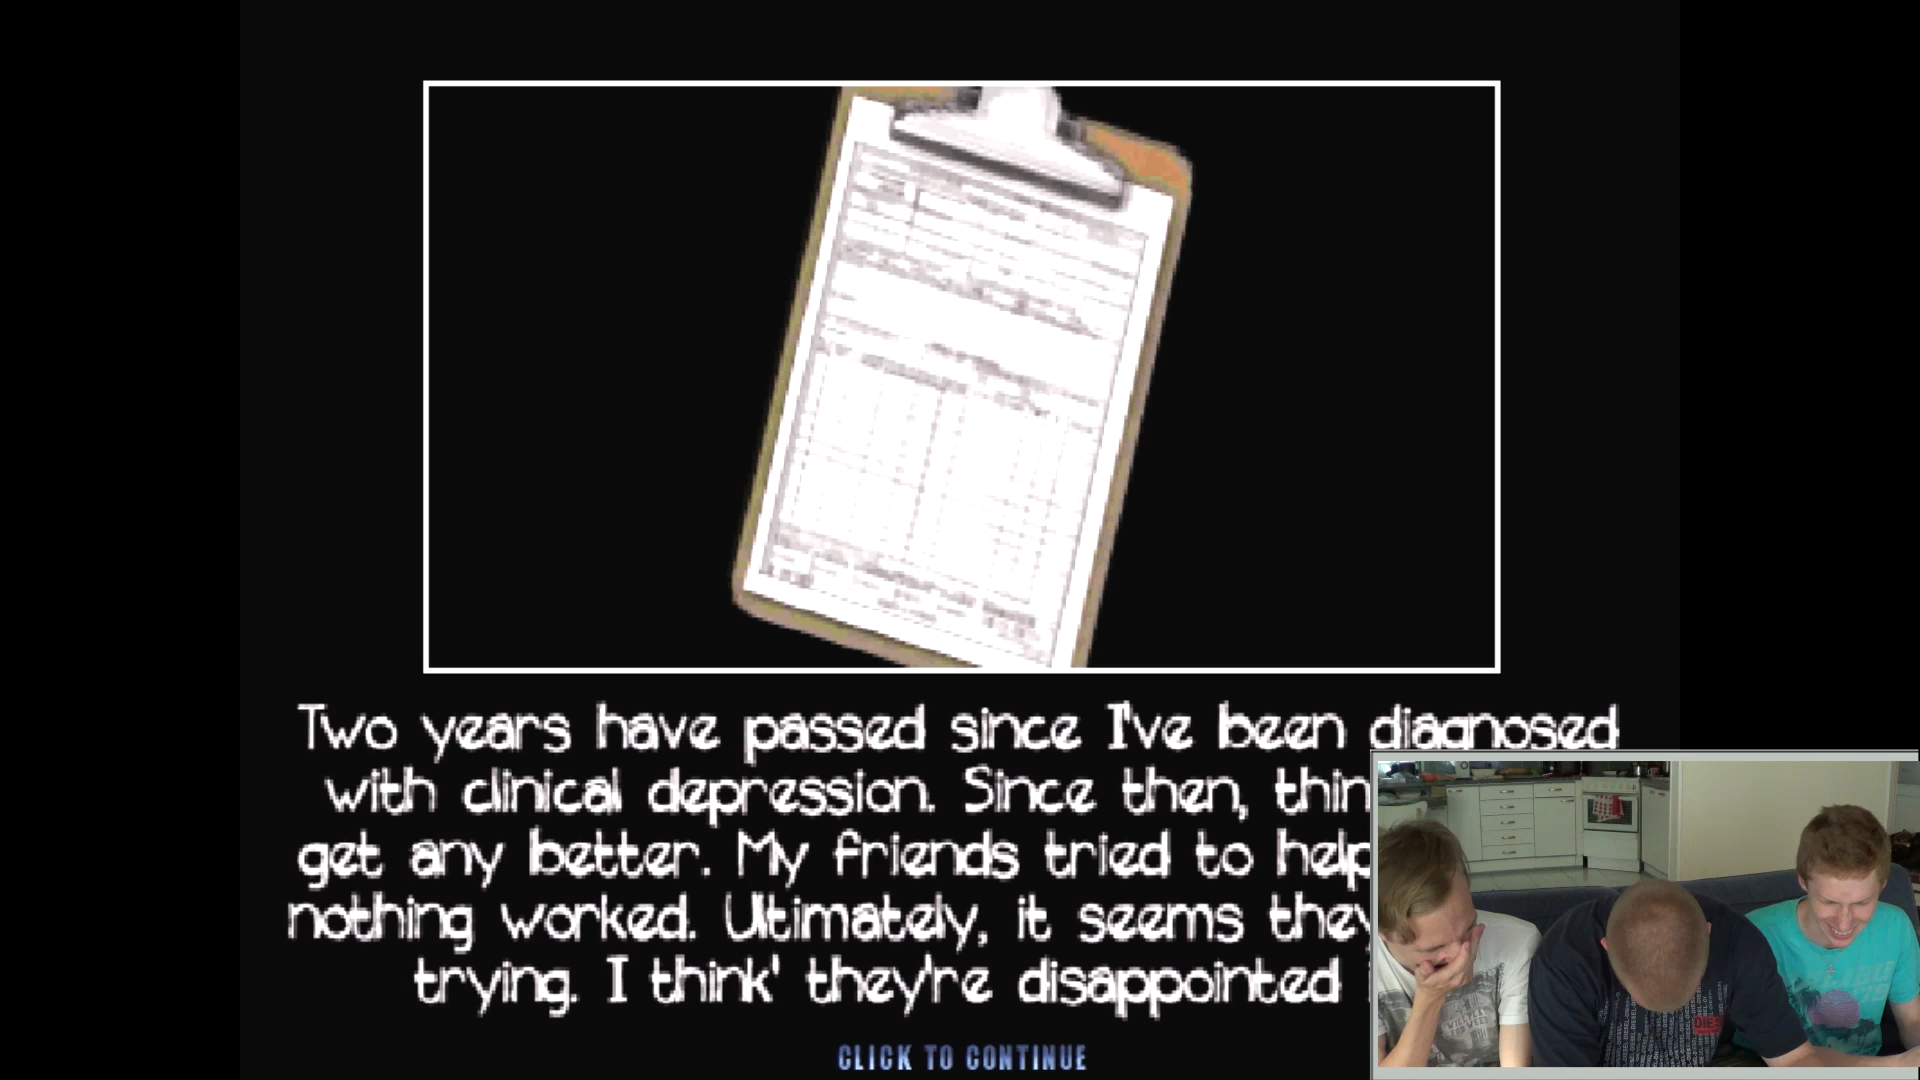 Two years have passed since I've been diagnosed
with clinical depression. Since then,
get any better. My friends tried to help
nothing worked. Ultimately, it seems they
trying. I think' they're disappointed
CLICK TO CONTINUE
DIES